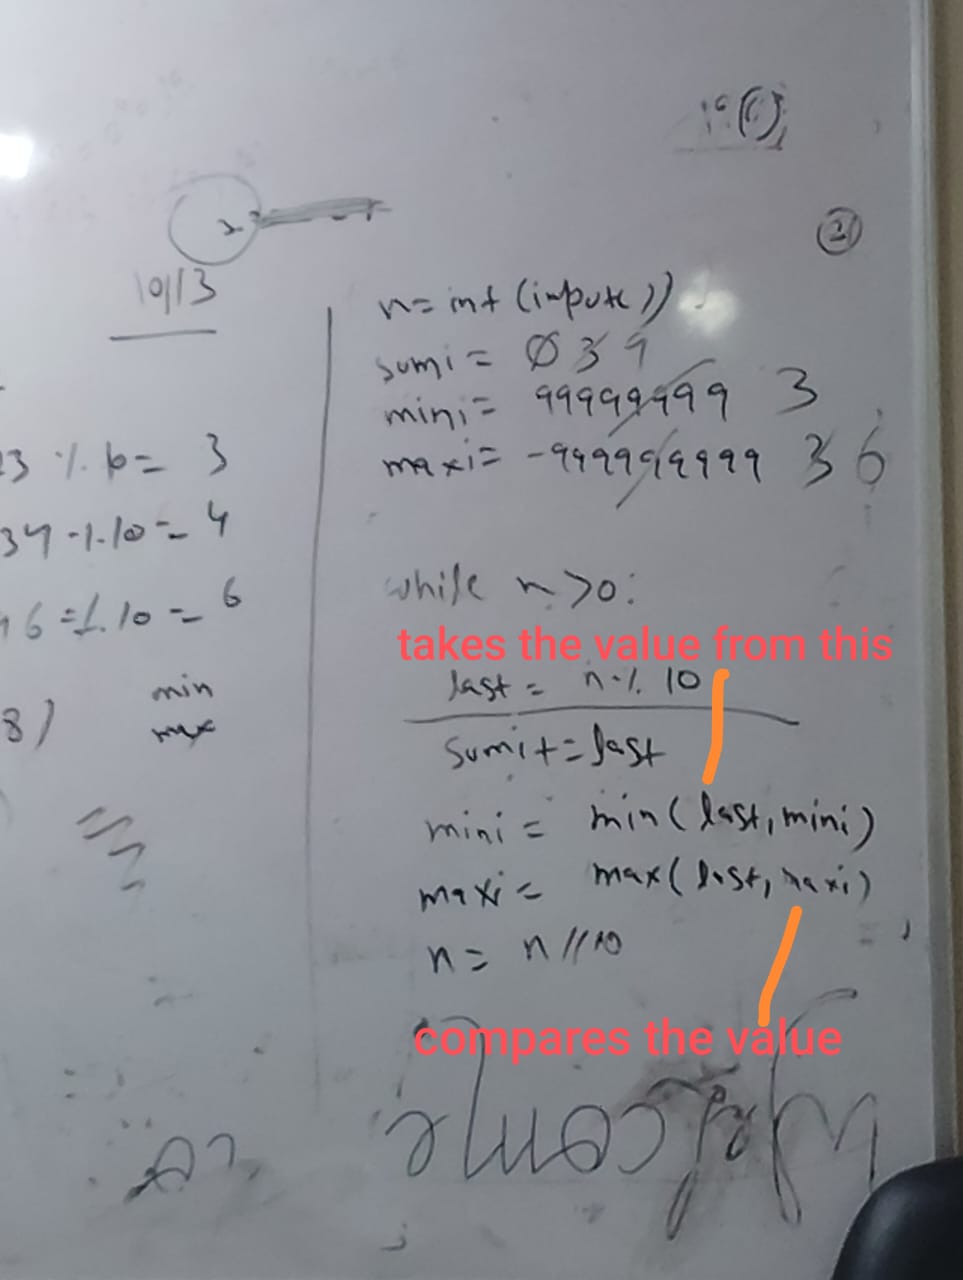 ②
10/13
n= int (input())
sumi = 0 3 9
mini= 99999999 3
maxi= -999999999 3 6
23 % 10= 3
34 % 10 = 4
6 = % 10 = 6
while n>0:
takes the value from this
last = n % 10
8) min
max
sumi+=last
mini = min( last, mini)
maxi = max( last, maxi)
n = n //10
compares the value